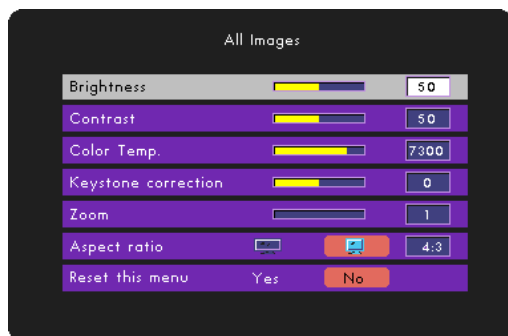 All Images
Brightness 50
Contrast 50
Color Temp. 7300
Keystone correction 0
Zoom 1
Aspect ratio 4:3
Reset this menu Yes No